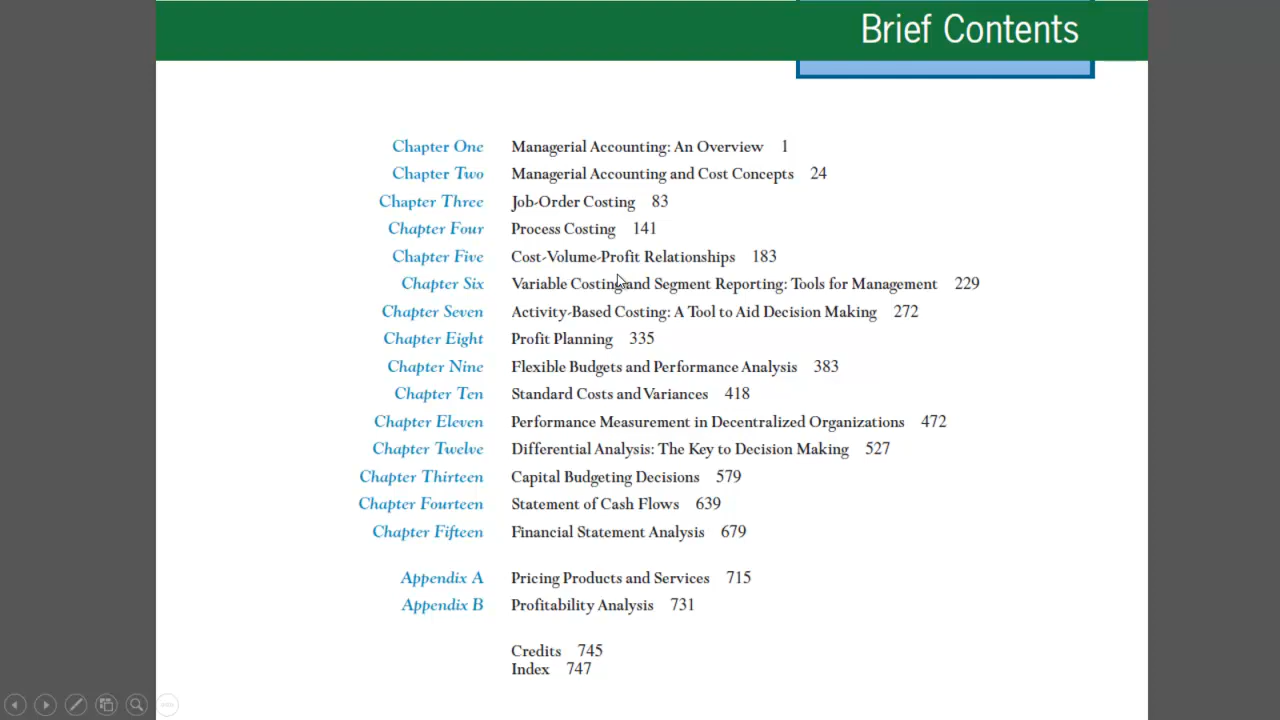 Brief Contents
Chapter One Managerial Accounting: An Overview 1
Chapter Two Managerial Accounting and Cost Concepts 24
Chapter Three Job-Order Costing 83
Chapter Four Process Costing 141
Chapter Five Cost-Volume-Profit Relationships 183
Chapter Six Variable Costing and Segment Reporting: Tools for Management 229
Chapter Seven Activity-Based Costing: A Tool to Aid Decision Making 272
Chapter Eight Profit Planning 335
Chapter Nine Flexible Budgets and Performance Analysis 383
Chapter Ten Standard Costs and Variances 418
Chapter Eleven Performance Measurement in Decentralized Organizations 472
Chapter Twelve Differential Analysis: The Key to Decision Making 527
Chapter Thirteen Capital Budgeting Decisions 579
Chapter Fourteen Statement of Cash Flows 639
Chapter Fifteen Financial Statement Analysis 679
Appendix A Pricing Products and Services 715
Appendix B Profitability Analysis 731
Credits 745
Index 747